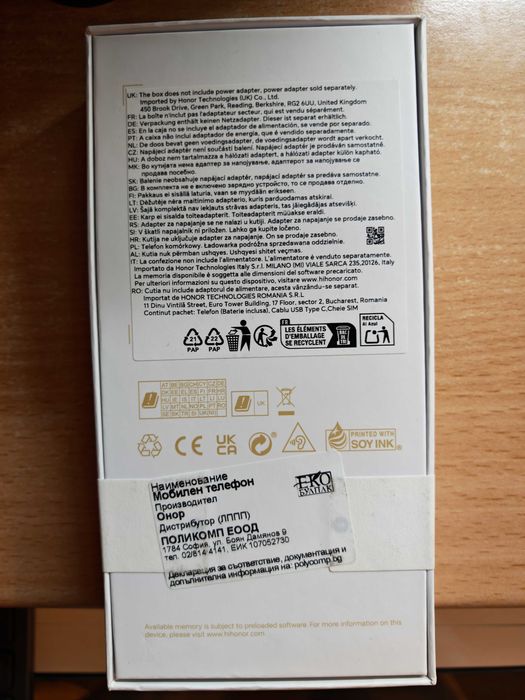 UK: The box does not include power adapter, power adapter sold separately.
Imported by Honor Technologies (UK) Co., Ltd.
450 Brook Drive, Green Park, Reading, Berkshire, RG2 6UU, United Kingdom
FR: La boîte n'inclut pas l'adaptateur secteur, qui est vendu séparément.
DE: Verpackung enthält keinen Netzadapter. Dieser ist separat erhältlich.
ES: En la caja no se incluye el adaptador de alimentación, se vende por separado.
PT: A caixa não inclui adaptador de energia, que é vendido separadamente.
NL: De doos bevat geen voedingsadapter, de voedingsadapter wordt apart verkocht.
CZ: Napájecí adaptér není součástí balení. Napájecí adaptér je prodáván samostatně.
HU: A doboz nem tartalmazza a hálózati adaptert, a hálózati adapter külön kapható.
MK: Во кутијата нема адаптер за напојување, адаптерот за напојување се
продава посебно.
SK: Balenie neobsahuje napájací adaptér, napájací adaptér sa predáva samostatne.
BG: В комплекта не е включено зарядно устройство, то се продава отделно.
FI: Pakkaus ei sisällä laturia, vaan se myydään erikseen.
LT: Dėžutėje nėra maitinimo adapterio, kuris parduodamas atskirai.
LV: Šajā komplektā nav iekļauts strāvas adapteris, tas jāiegādājas atsevišķi.
EE: Karp ei sisalda toiteadapterit. Toiteadapterit müüakse eraldi.
RS: Adapter za napajanje se ne nalazi u kutiji. Adapter za napajanje se prodaje zasebno.
SI: V škatli napajalnik ni priložen. Lahko ga kupite ločeno.
HR: Kutija ne uključuje adapter za napajanje. On se prodaje zasebno.
PL: Telefon komórkowy. Ładowarka podróżna sprzedawana oddzielnie.
AL: Kutia nuk përmban ushqyes. Ushqyesi shitet veçmas.
IT: La confezione non include l'alimentatore. L'alimentatore è venduto separatamente.
Importato da Honor Technologies Italy S.r.l. MILANO (MI) VIALE SARCA 235,20126, Italy
La memoria disponibile è soggetta alle dimensioni del software precaricato.
Per ulteriori informazioni su questo dispositivo, visitare www.hihonor.com
RO: Cutia nu include adaptorul de alimentare, acesta vânzându-se separat.
Importat de HONOR TECHNOLOGIES ROMANIA S.R.L
11 Dinu Vintilă Street, Euro Tower Building, 17 Floor, sector 2, Bucharest, Romania
Continut pachet: Telefon (Baterie inclusa), Cablu USB Type C,Cheie SIM
21 PAP
22 PAP
FR
LES ÉLÉMENTS
D'EMBALLAGE
SE RECYCLENT
RECICLA
Al Azul
UK
CE
UK
CA
PRINTED WITH
SOY INK
ЕКО
БУЛПАК
Наименование
Мобилен телефон
Производител
Онор
Дистрибутор (ЛППП)
ПОЛИКОМП ЕООД
1784 София, ул. Боян Дамянов 9
тел. 02/814 4141, ЕИК 107052730
Декларация за съответствие, документация и
допълнителна информация на: polycomp.bg
Available memory is subject to preloaded software. For more information on this
device, please visit www.hihonor.com.